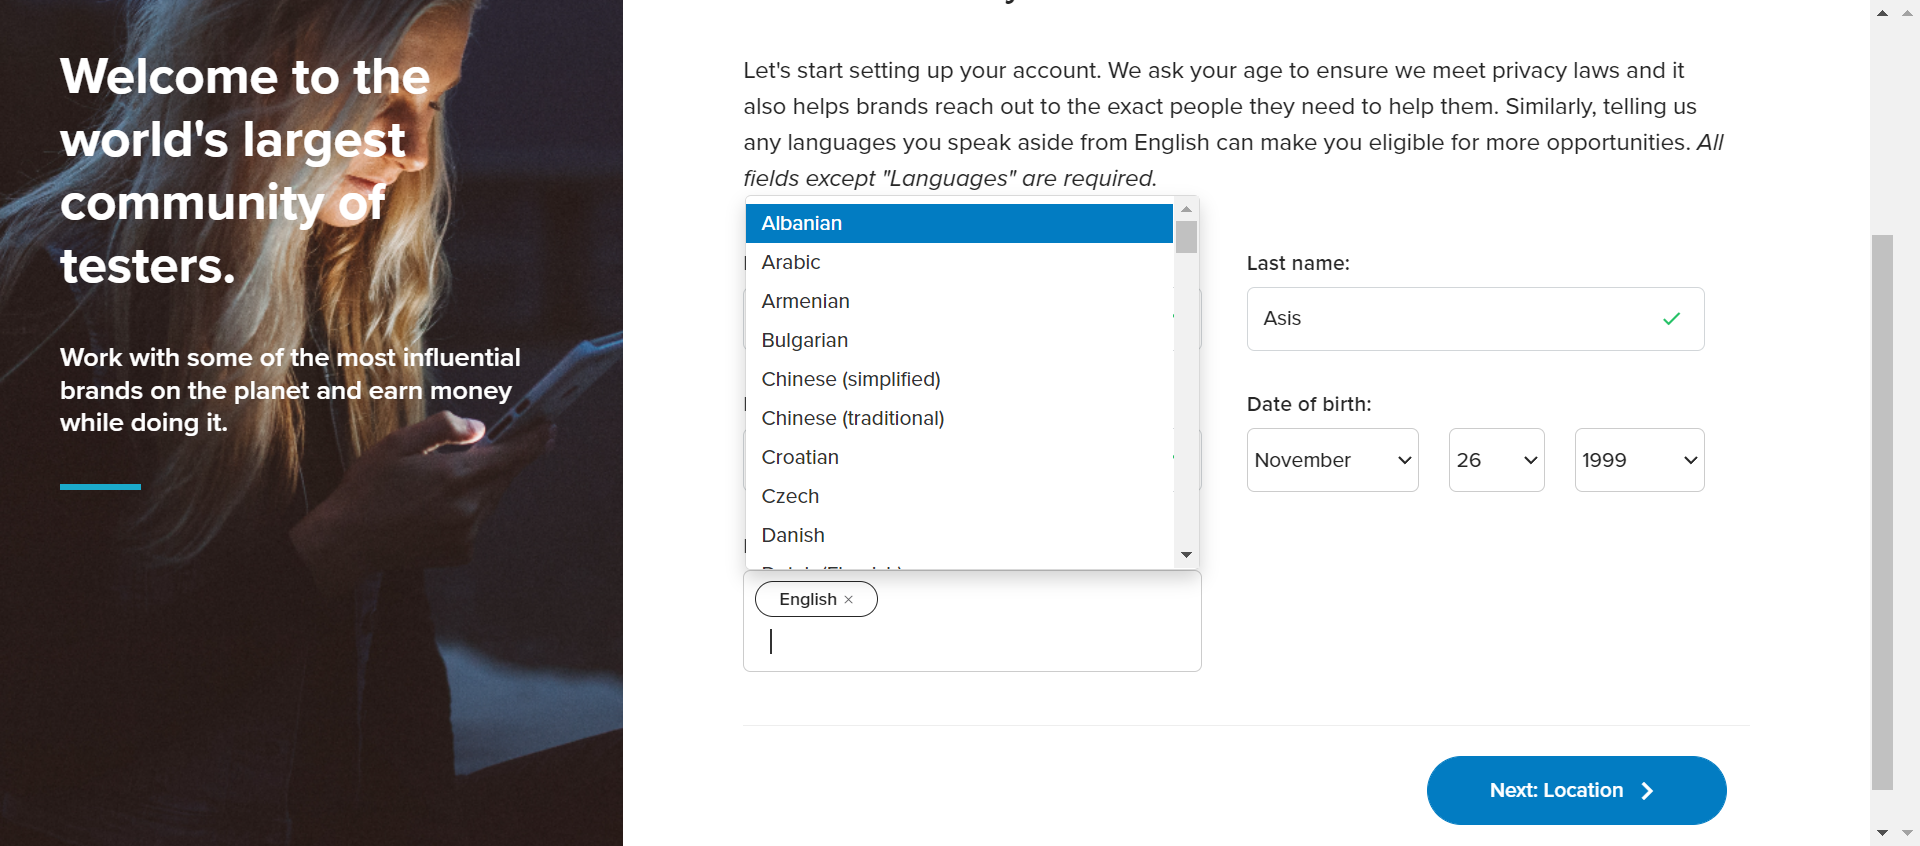 Welcome to the
world's largest
community of
testers.
Work with some of the most influential
brands on the planet and earn money
while doing it.
Let's start setting up your account. We ask your age to ensure we meet privacy laws and it
also helps brands reach out to the exact people they need to help them. Similarly, telling us
any languages you speak aside from English can make you eligible for more opportunities. All
fields except "Languages" are required.
Albanian
Arabic
Armenian
Bulgarian
Chinese (simplified)
Chinese (traditional)
Croatian
Czech
Danish
English ×
Last name:
Asis
Date of birth:
November 26 1999
Next: Location